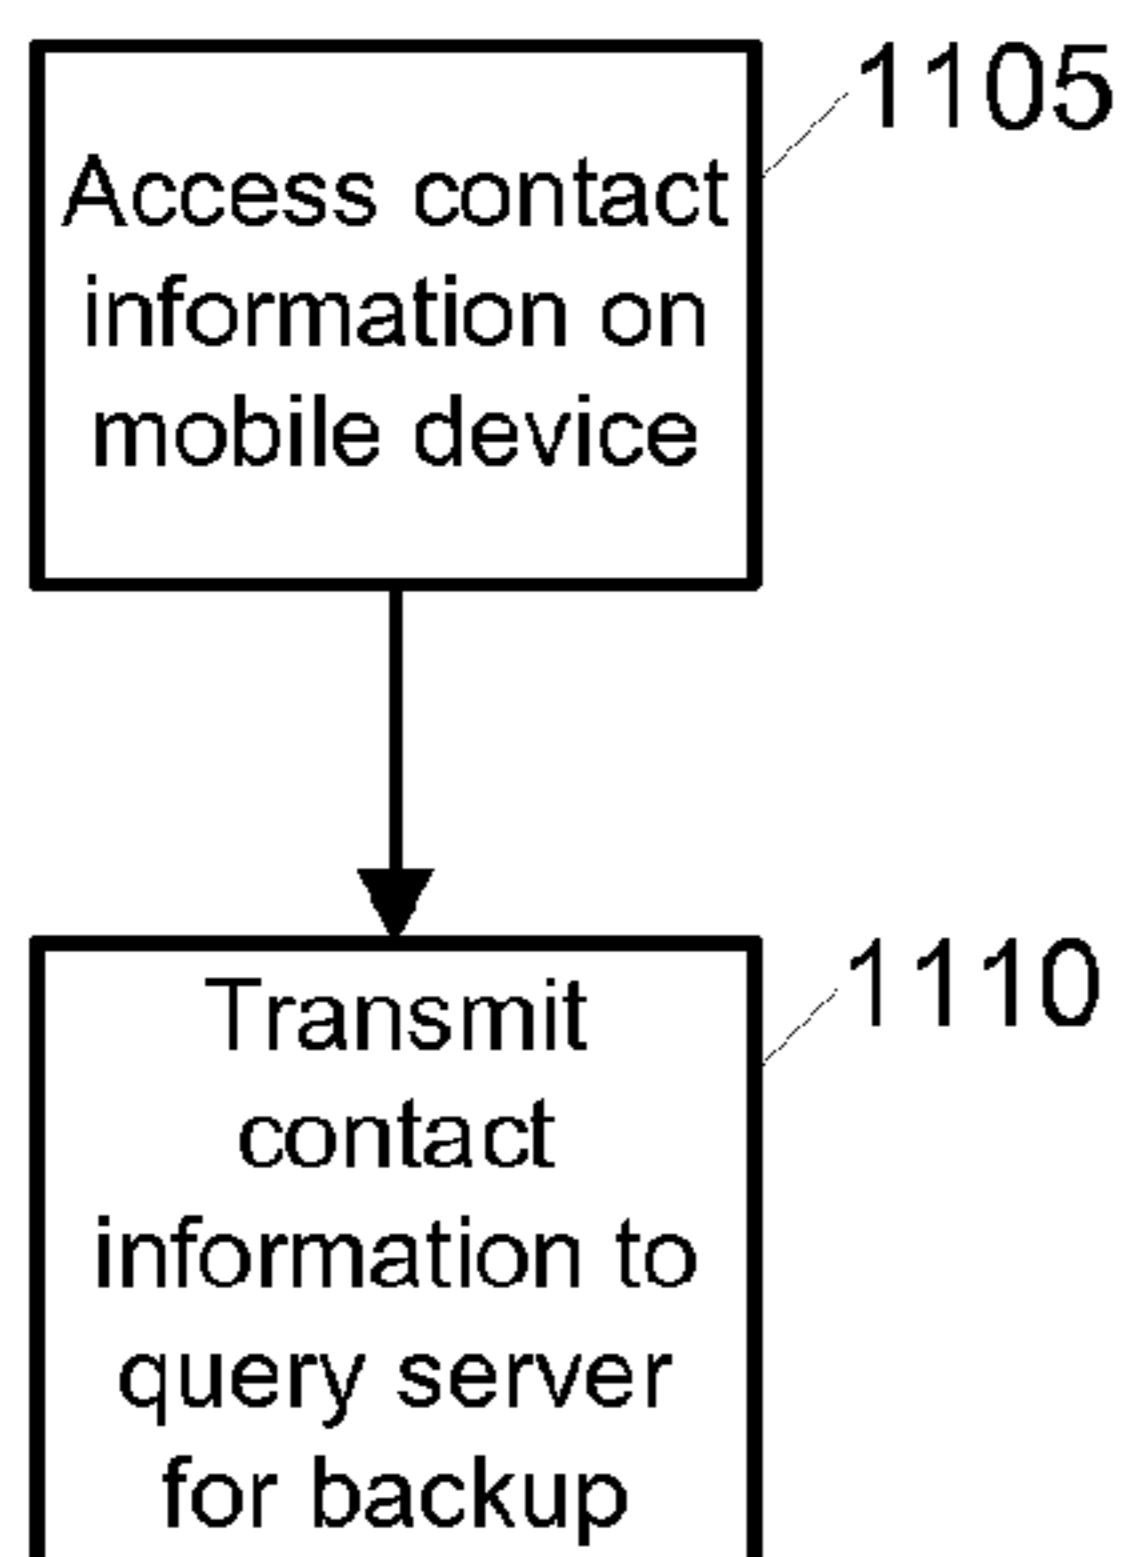 1105
Access contact
information on
mobile device
1110
Transmit
contact
information to
query server
for backup